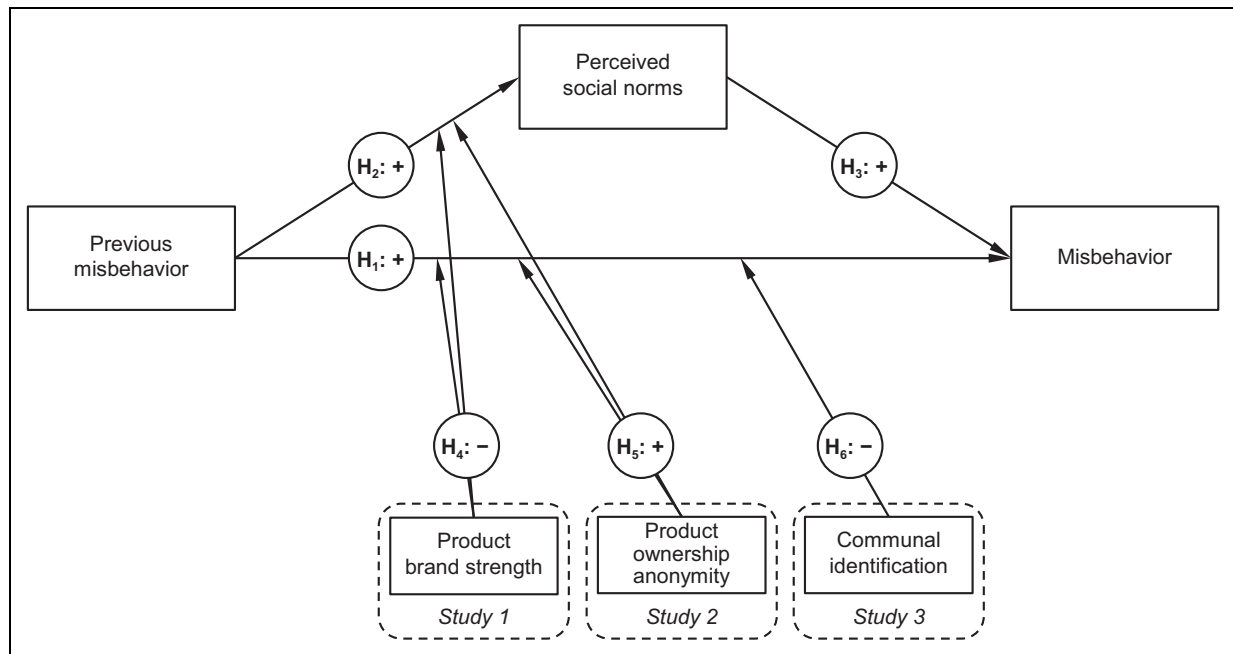 Perceived
social norms
H₂: +
H₃: +
Previous
misbehavior
H₁: +
Misbehavior
H₄: −
H₅: +
H₆: −
Product
brand strength
Product
ownership
anonymity
Communal
identification
Study 1
Study 2
Study 3